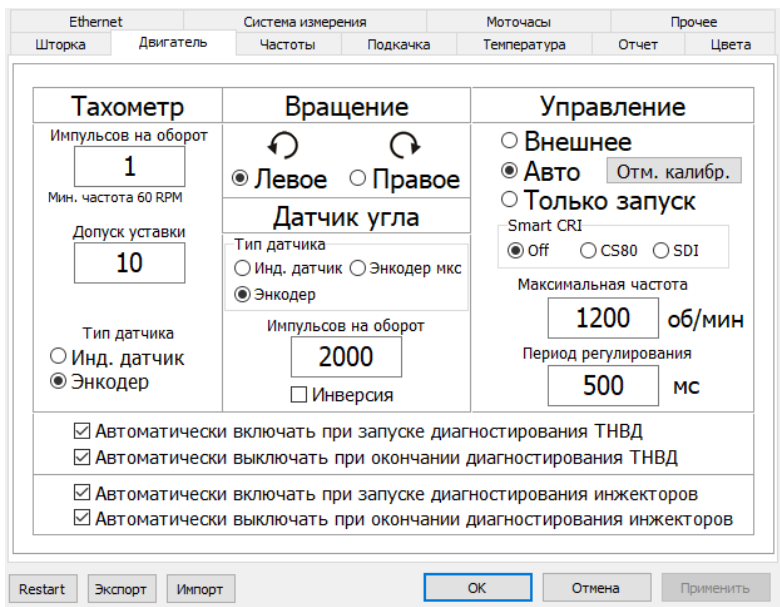 Ethernet
Система измерения
Моточасы
Прочее
Шторка
Двигатель
Частоты
Подкачка
Температура
Отчет
Цвета
Тахометр
Импульсов на оборот
1
Мин. частота 60 RPM
Допуск уставки
10
Тип датчика
Инд. датчик
Энкодер
Вращение
Левое
Правое
Датчик угла
Тип датчика
Инд. датчик
Энкодер мкс
Энкодер
Импульсов на оборот
2000
Инверсия
Управление
Внешнее
Авто
Отм. калибр.
Только запуск
Smart CRI
Off
CS80
SDI
Максимальная частота
1200 об/мин
Период регулирования
500 мс
Автоматически включать при запуске диагностирования ТНВД
Автоматически выключать при окончании диагностирования ТНВД
Автоматически включать при запуске диагностирования инжекторов
Автоматически выключать при окончании диагностирования инжекторов
Restart
Экспорт
Импорт
OK
Отмена
Применить